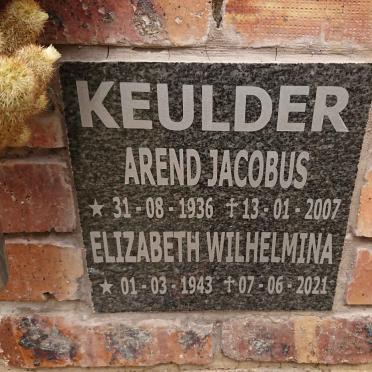 KEULDER
AREND JACOBUS
★ 31 - 08 - 1936 ✝ 13 - 01 - 2007
ELIZABETH WILHELMINA
★ 01 - 03 - 1943 ✝ 07 - 06 - 2021